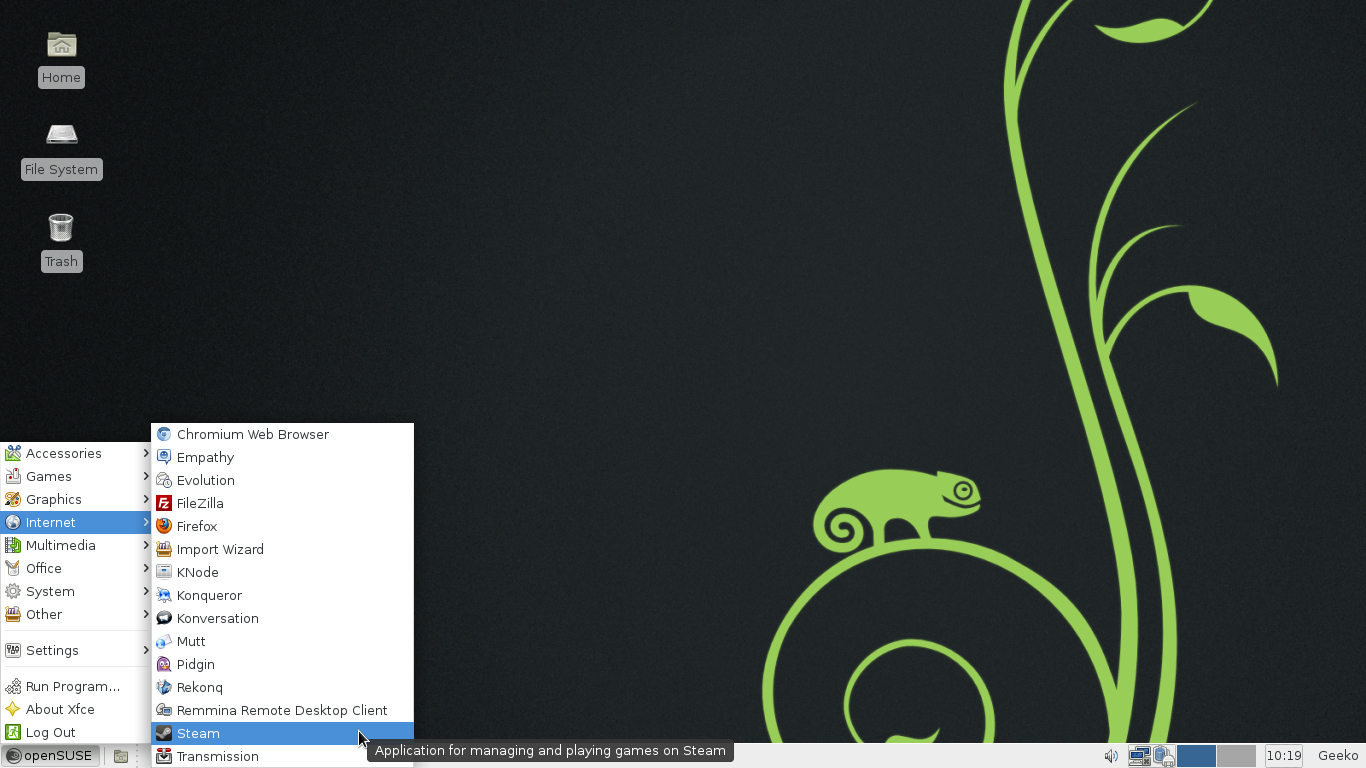 Home
File System
Trash
Accessories
Games
Graphics
Internet
Multimedia
Office
System
Other
Settings
Run Program...
About Xfce
Log Out
Chromium Web Browser
Empathy
Evolution
FileZilla
Firefox
Import Wizard
KNode
Konqueror
Konversation
Mutt
Pidgin
Rekonq
Remmina Remote Desktop Client
Steam
Transmission
Application for managing and playing games on Steam
openSUSE
10:19
Geeko